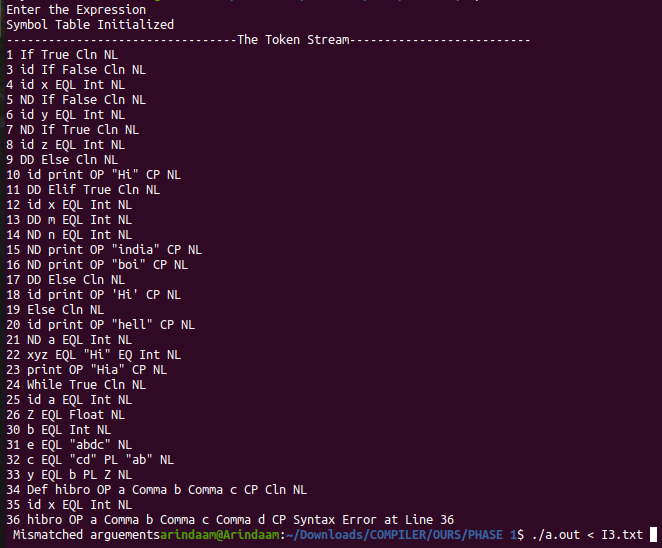 Enter the Expression
Symbol Table Initialized
---------------------------------The Token Stream--------------------------
1 If True Cln NL
3 id If False Cln NL
4 id x EQL Int NL
5 ND If False Cln NL
6 id y EQL Int NL
7 ND If True Cln NL
8 id z EQL Int NL
9 DD Else Cln NL
10 id print OP "Hi" CP NL
11 DD Elif True Cln NL
12 id x EQL Int NL
13 DD m EQL Int NL
14 ND n EQL Int NL
15 ND print OP "india" CP NL
16 ND print OP "boi" CP NL
17 DD Else Cln NL
18 id print OP 'Hi' CP NL
19 Else Cln NL
20 id print OP "hell" CP NL
21 ND a EQL Int NL
22 xyz EQL "Hi" EQ Int NL
23 print OP "Hia" CP NL
24 While True Cln NL
25 id a EQL Int NL
26 Z EQL Float NL
30 b EQL Int NL
31 e EQL "abdc" NL
32 c EQL "cd" PL "ab" NL
33 y EQL b PL Z NL
34 Def hibro OP a Comma b Comma c CP Cln NL
35 id x EQL Int NL
36 hibro OP a Comma b Comma c Comma d CP Syntax Error at Line 36
 Mismatched arguementsarindaam@Arindaam:~/Downloads/COMPILER/OURS/PHASE 1$ ./a.out < I3.txt